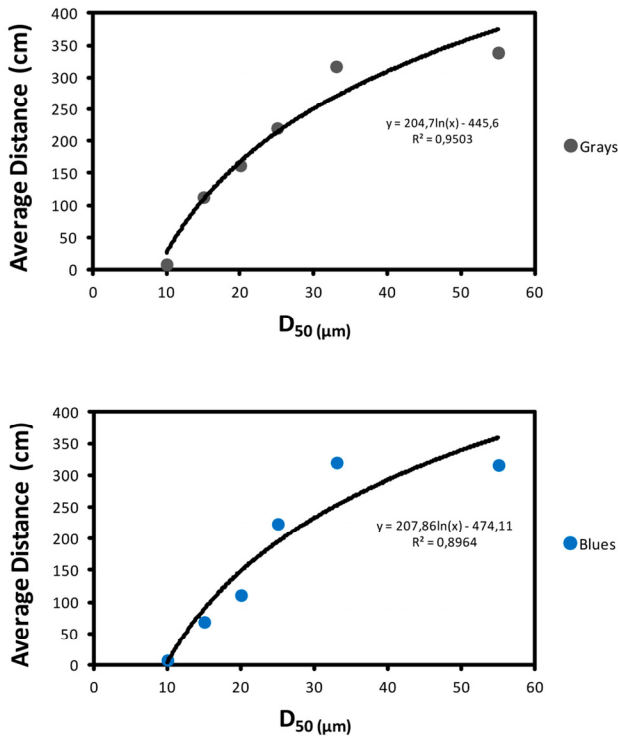 400
350
300
250
200
150
100
50
0
Average Distance (cm)
y = 204,7ln(x) - 445,6
R² = 0,9503
Grays
0 10 20 30 40 50 60
D50 (μm)
400
350
300
250
200
150
100
50
0
Average Distance (cm)
y = 207,86ln(x) - 474,11
R² = 0,8964
Blues
0 10 20 30 40 50 60
D50 (μm)